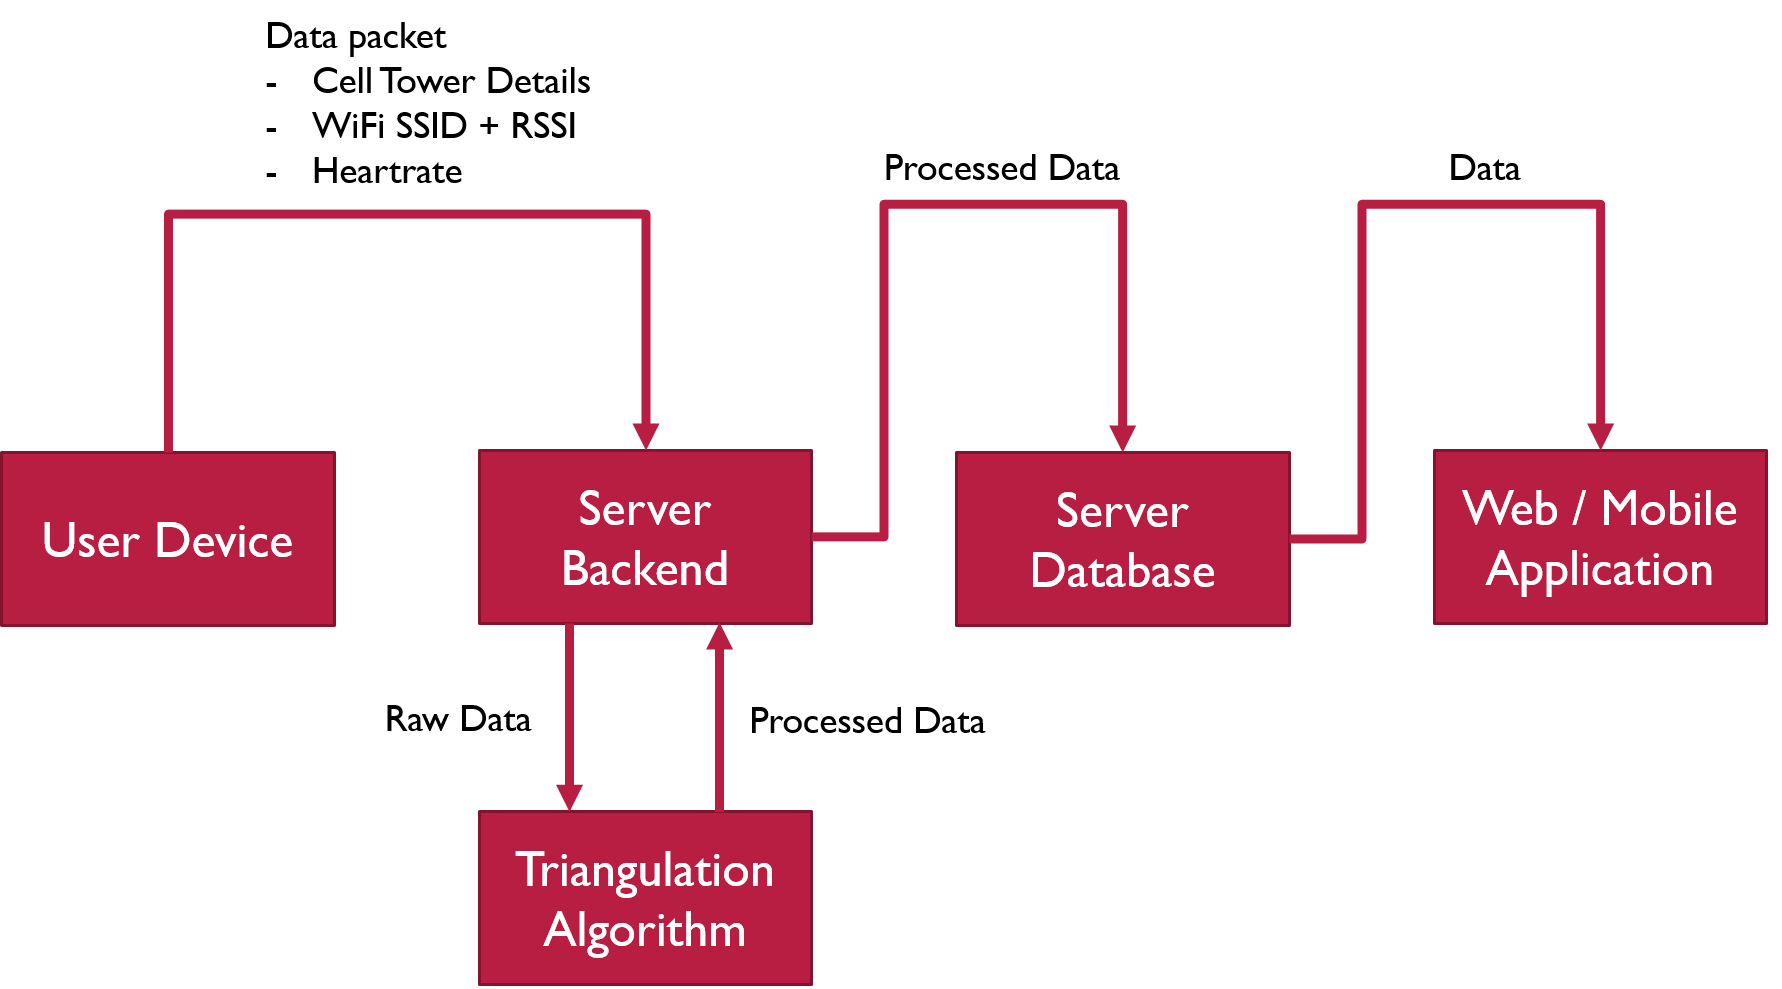 Data packet
- Cell Tower Details
- WiFi SSID + RSSI
- Heartrate
Processed Data
Data
User Device
Server
Backend
Server
Database
Web / Mobile
Application
Raw Data
Processed Data
Triangulation
Algorithm